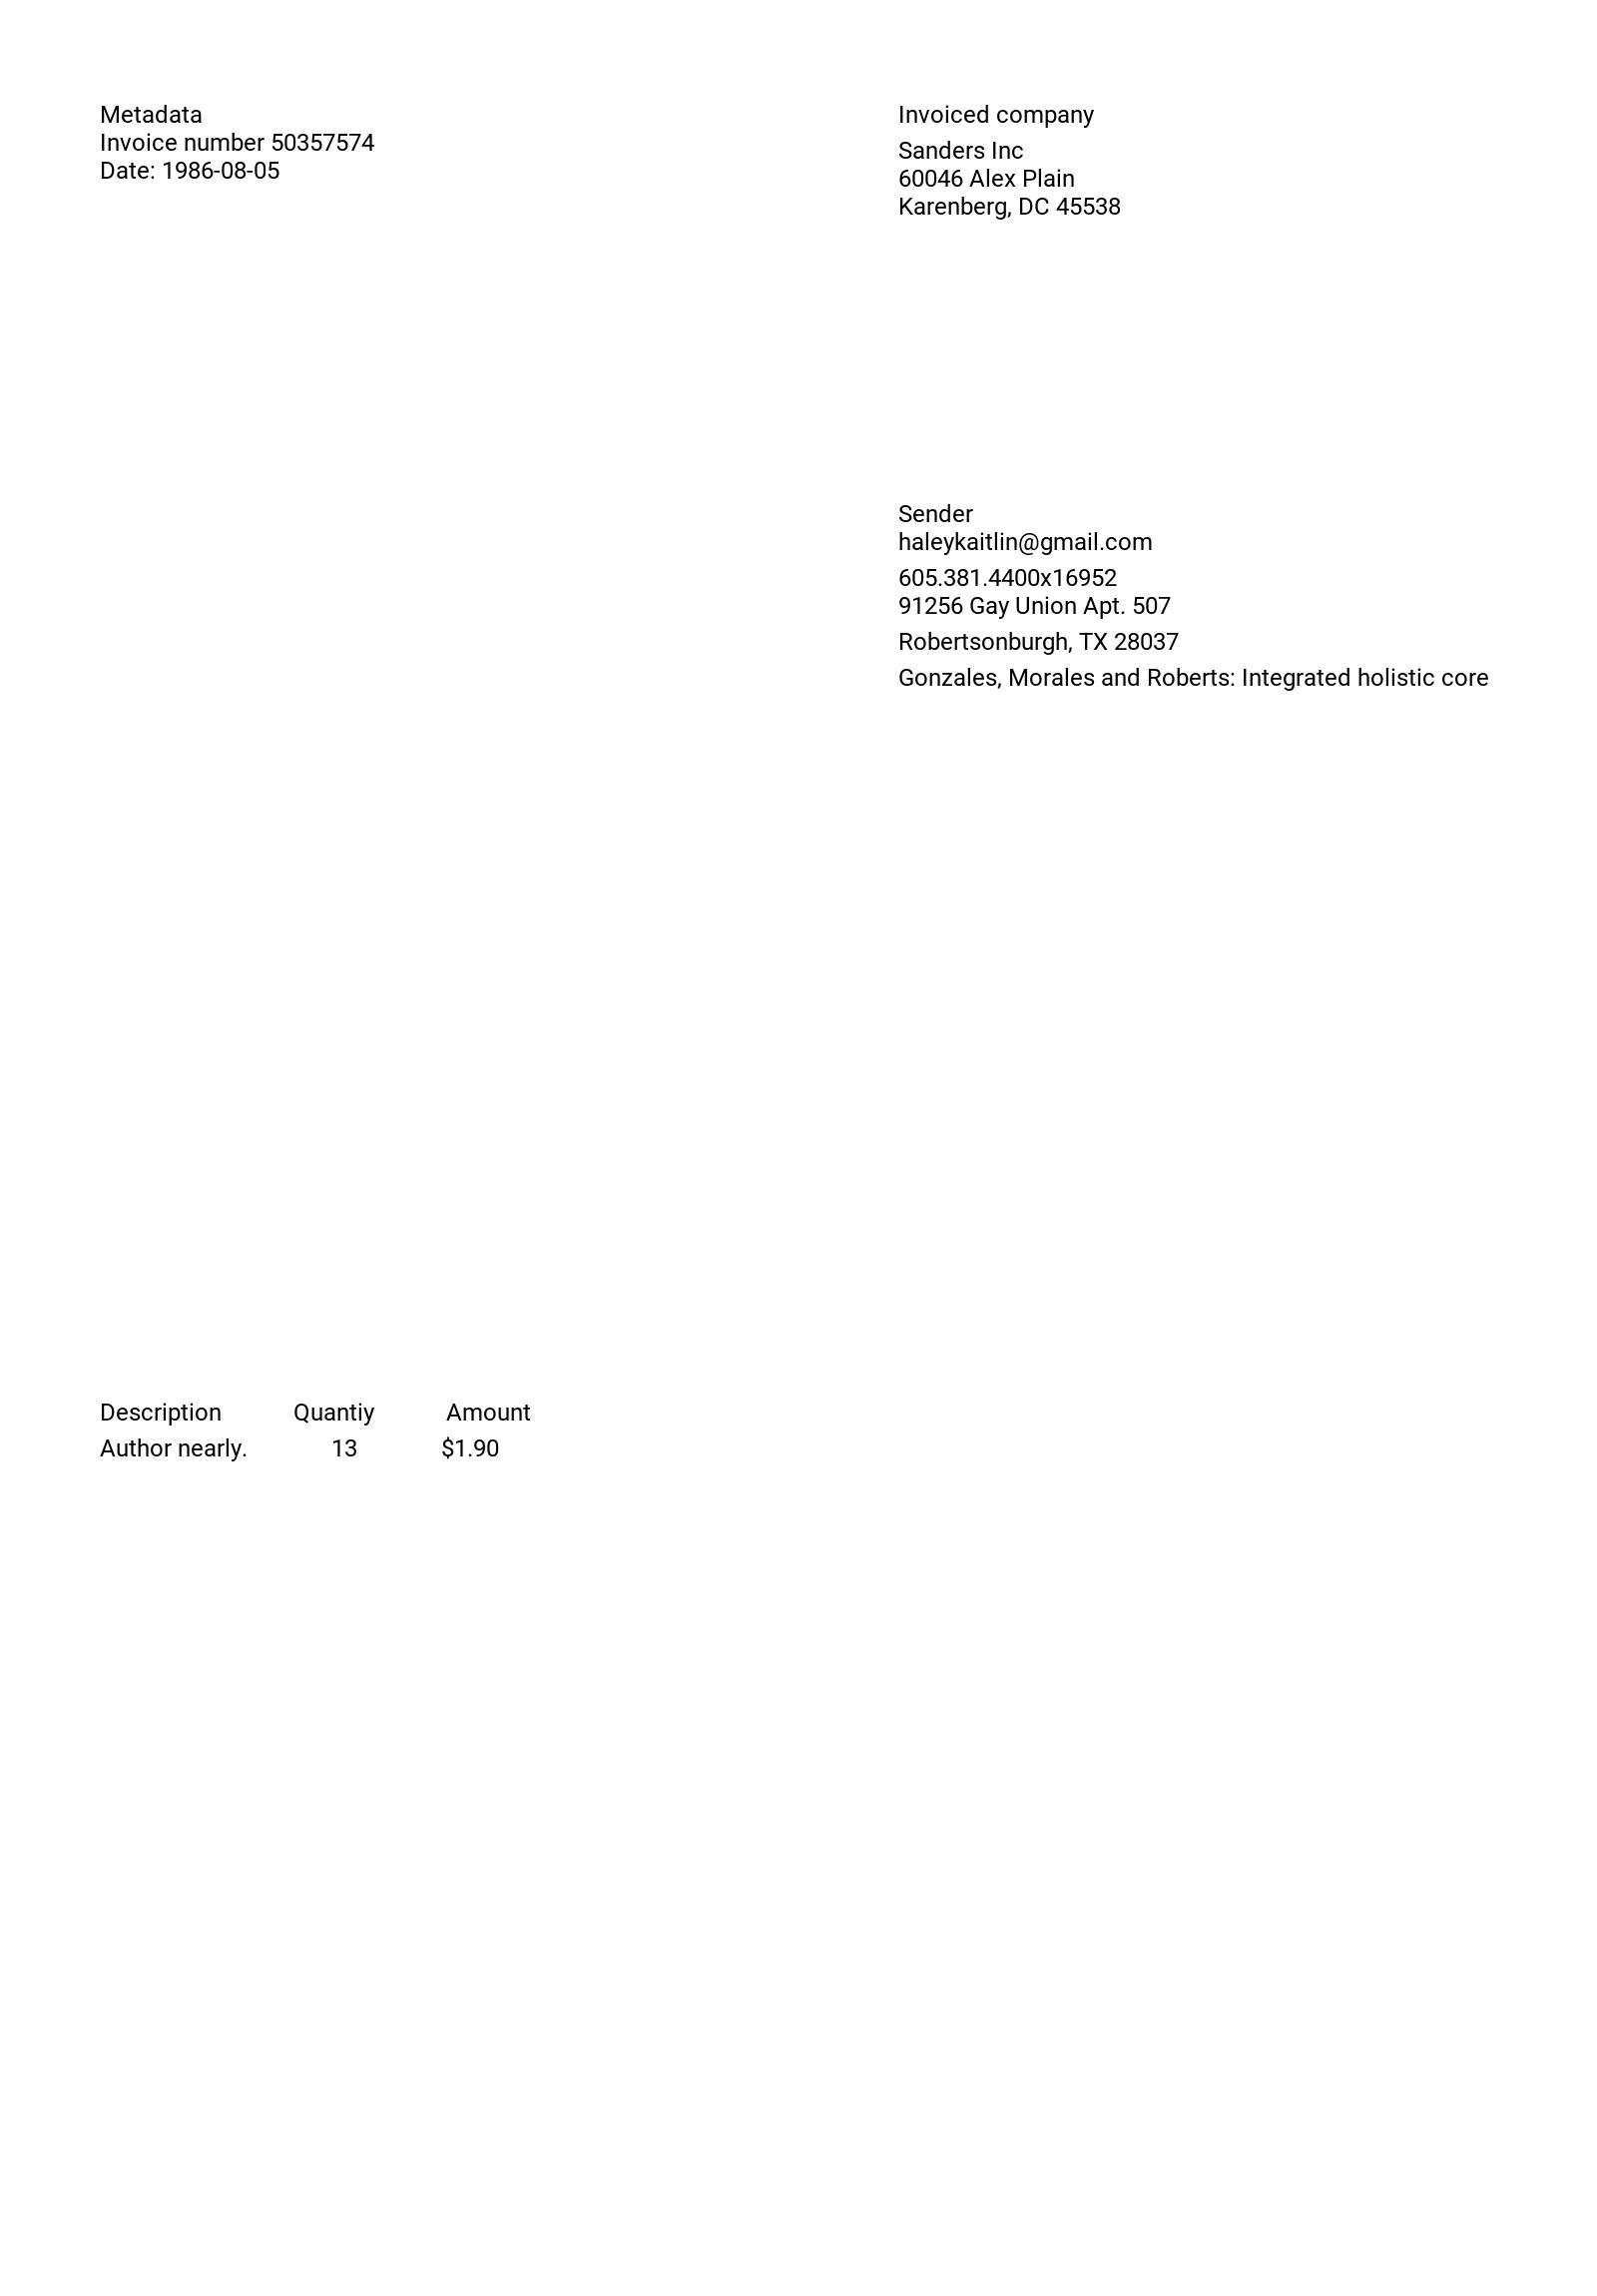 Metadata
Invoice number 50357574
Date: 1986-08-05
Invoiced company
Sanders Inc
60046 Alex Plain
Karenberg, DC 45538
Sender
haleykaitlin@gmail.com
605.381.4400x16952
91256 Gay Union Apt. 507
Robertsonburgh, TX 28037
Gonzales, Morales and Roberts: Integrated holistic core
Description Quantiy Amount
Author nearly. 13 $1.90